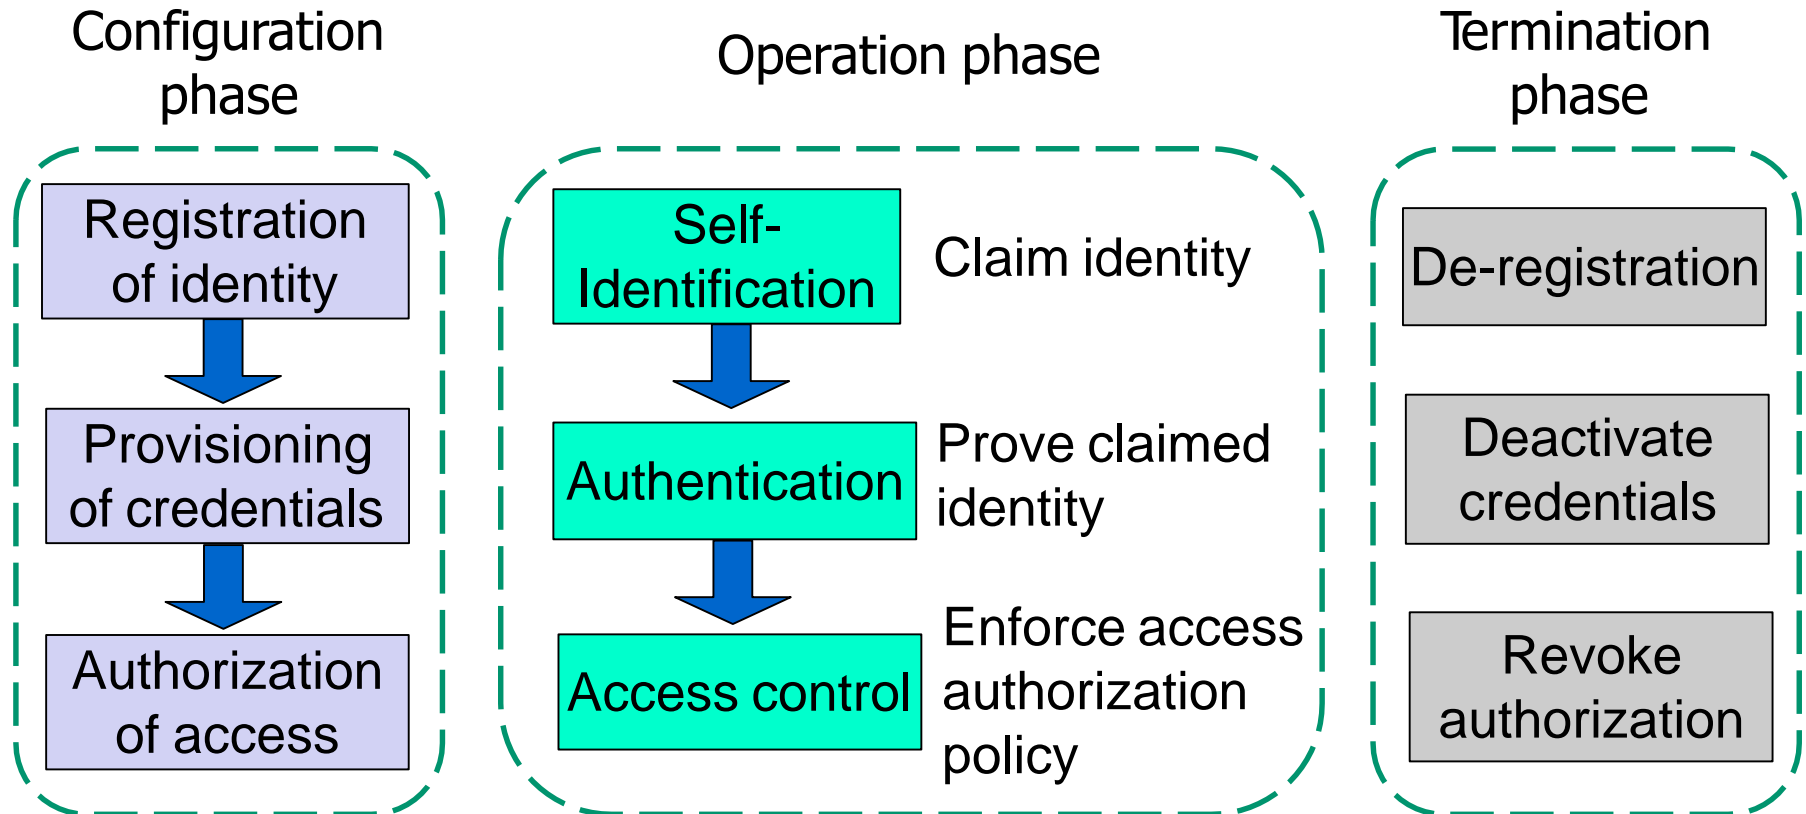 Configuration
phase
Registration
of identity
Provisioning
of credentials
Authorization
of access
Operation phase
Self-
Identification
Claim identity
Authentication
Prove claimed
identity
Access control
Enforce access
authorization
policy
Termination
phase
De-registration
Deactivate
credentials
Revoke
authorization